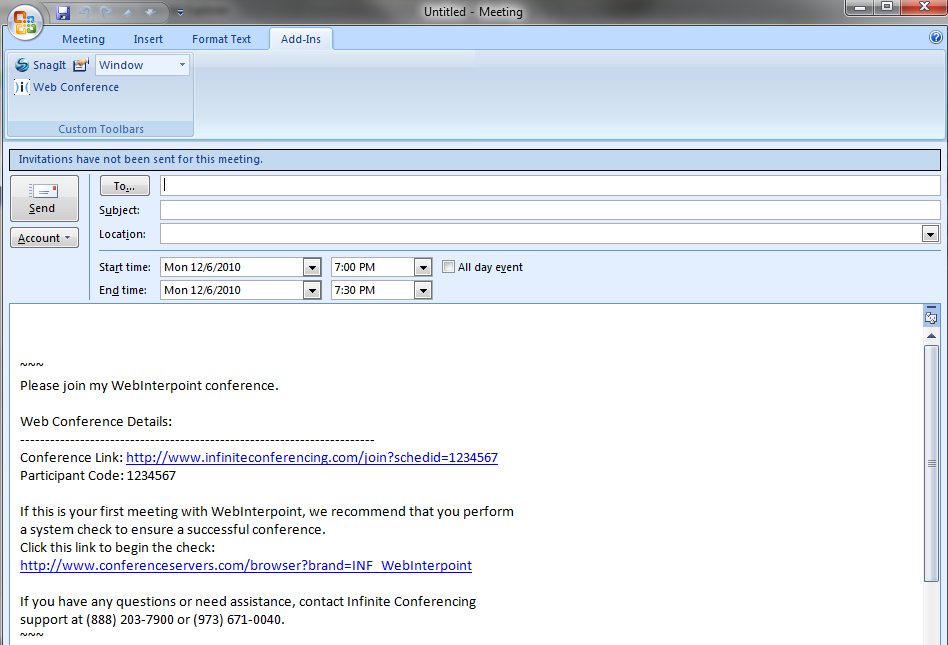 Untitled - Meeting
Meeting Insert Format Text Add-Ins
SnagIt Window
Web Conference
Custom Toolbars
Invitations have not been sent for this meeting.
To...
Send
Subject:
Account
Location:
Start time: Mon 12/6/2010 7:00 PM All day event
End time: Mon 12/6/2010 7:30 PM
~~~
Please join my WebInterpoint conference.
Web Conference Details:
-----------------------------------------------------------------------
Conference Link: http://www.infiniteconferencing.com/join?schedid=1234567
Participant Code: 1234567
If this is your first meeting with WebInterpoint, we recommend that you perform
a system check to ensure a successful conference.
Click this link to begin the check:
http://www.conferenceservers.com/browser?brand=INF_WebInterpoint
If you have any questions or need assistance, contact Infinite Conferencing
support at (888) 203-7900 or (973) 671-0040.
~~~